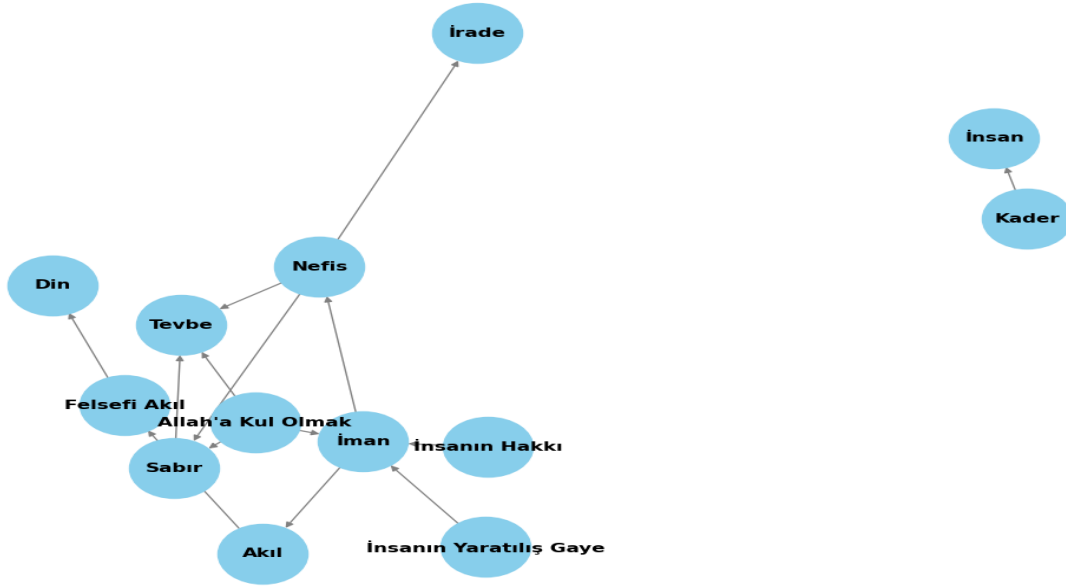 İrade
İnsan
Kader
Nefis
Din
Tevbe
Felsefi Akıl
Allah'a Kul Olmak
İman
İnsanın Hakkı
Sabır
Akıl
İnsanın Yaratılış Gaye